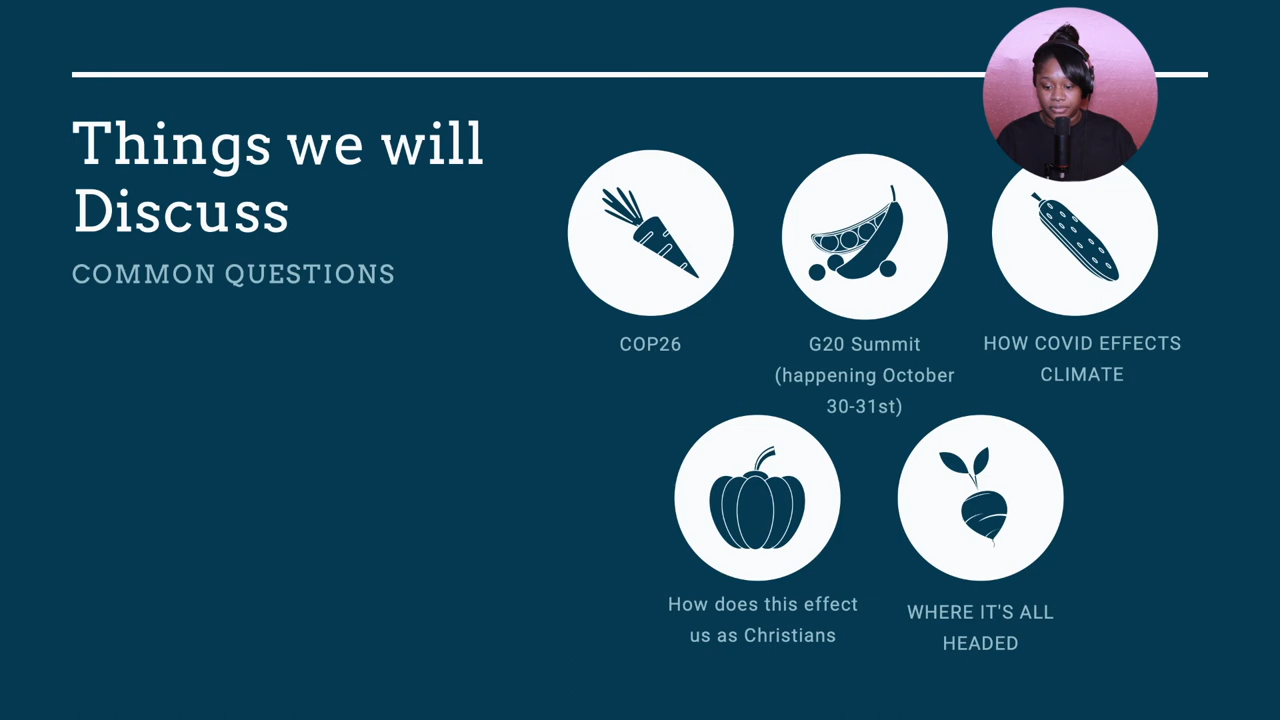 Things we will
Discuss
COMMON QUESTIONS
COP26
G20 Summit
(happening October
30-31st)
HOW COVID EFFECTS
CLIMATE
How does this effect
us as Christians
WHERE IT'S ALL
HEADED